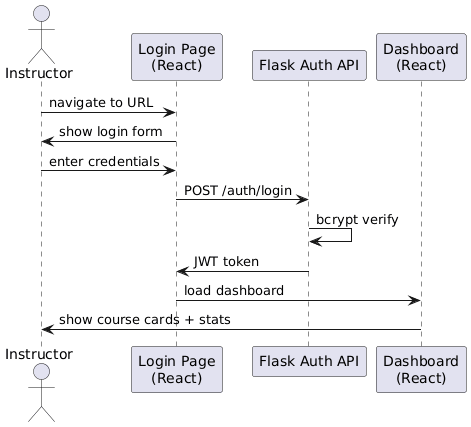 Instructor
Login Page
(React)
Flask Auth API
Dashboard
(React)
navigate to URL
show login form
enter credentials
POST /auth/login
bcrypt verify
JWT token
load dashboard
show course cards + stats
Instructor
Login Page
(React)
Flask Auth API
Dashboard
(React)